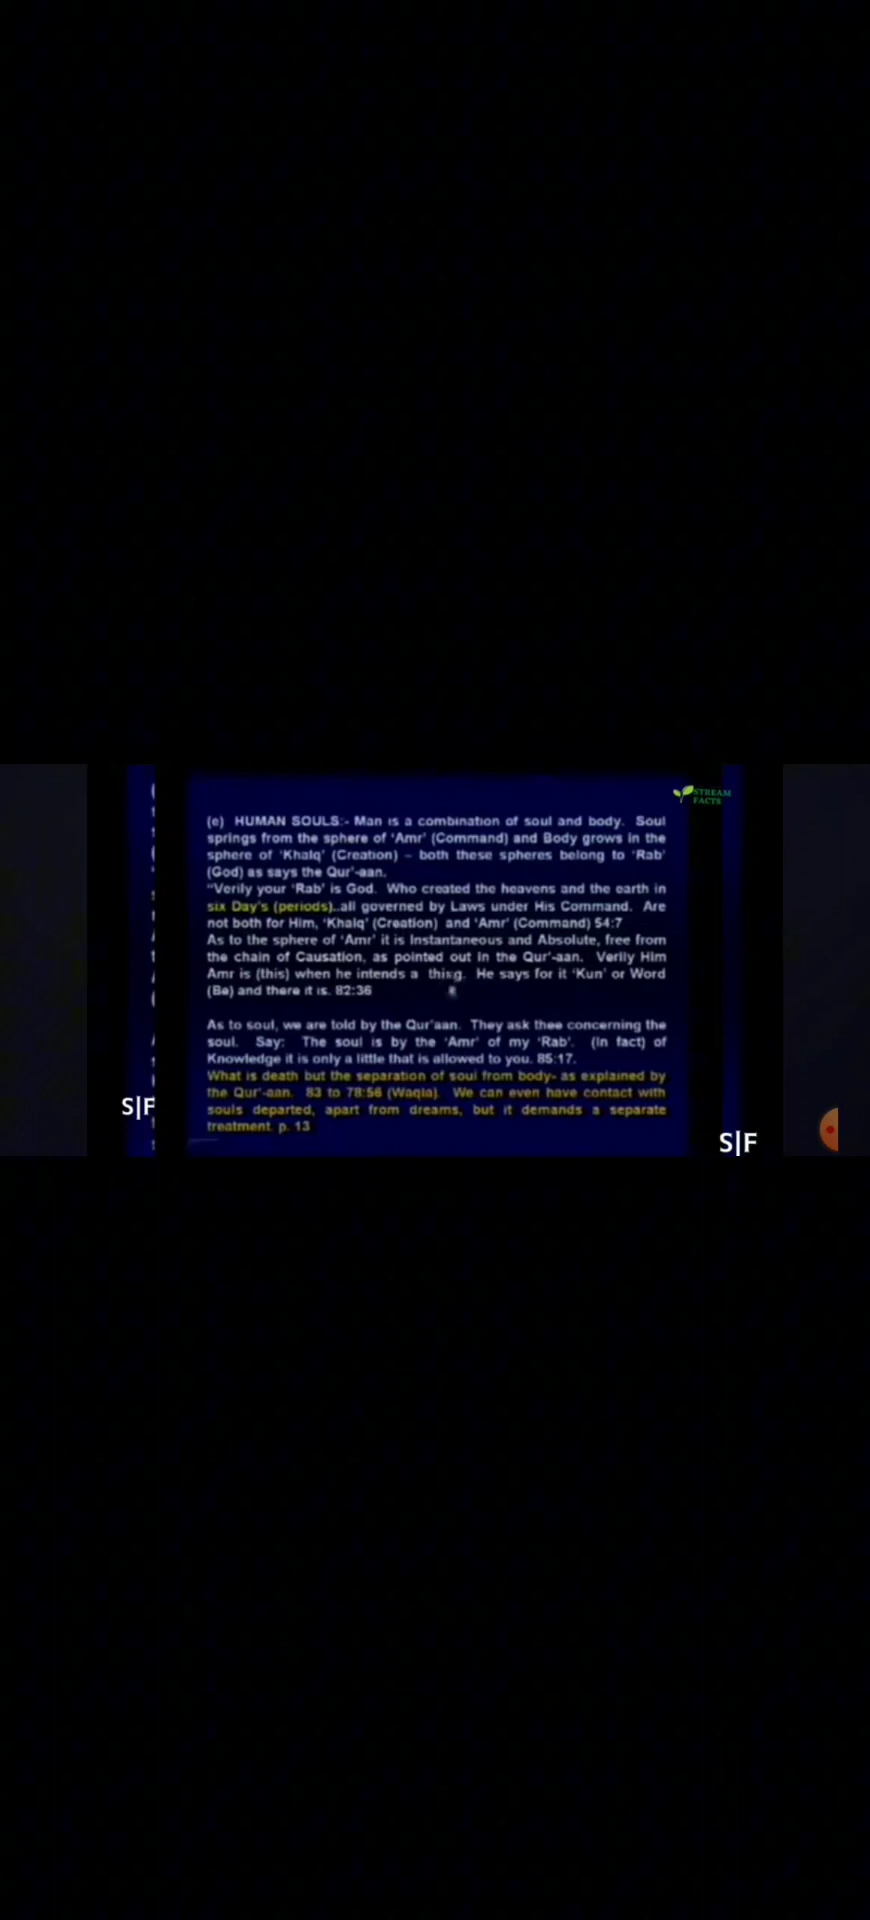 STREAM
FACTS
(e) HUMAN SOULS:- Man is a combination of soul and body. Soul
springs from the sphere of 'Amr' (Command) and Body grows in the
sphere of 'Khalq' (Creation) – both these spheres belong to 'Rab'
(God) as says the Qur'-aan.
"Verily your 'Rab' is God. Who created the heavens and the earth in
six Day's (periods)..all governed by Laws under His Command. Are
not both for Him, 'Khalq' (Creation) and 'Amr' (Command) 54:7
As to the sphere of 'Amr' it is Instantaneous and Absolute, free from
the chain of Causation, as pointed out in the Qur'-aan. Verily Him
Amr is (this) when he intends a thing. He says for it 'Kun' or Word
(Be) and there it is. 82:36
As to soul, we are told by the Qur'aan. They ask thee concerning the
soul. Say: The soul is by the 'Amr' of my 'Rab'. (In fact) of
Knowledge it is only a little that is allowed to you. 85:17.
What is death but the separation of soul from body- as explained by
the Qur'-aan. 83 to 78:56 (Waqia). We can even have contact with
souls departed, apart from dreams, but it demands a separate
treatment. p. 13
S|F
S|F